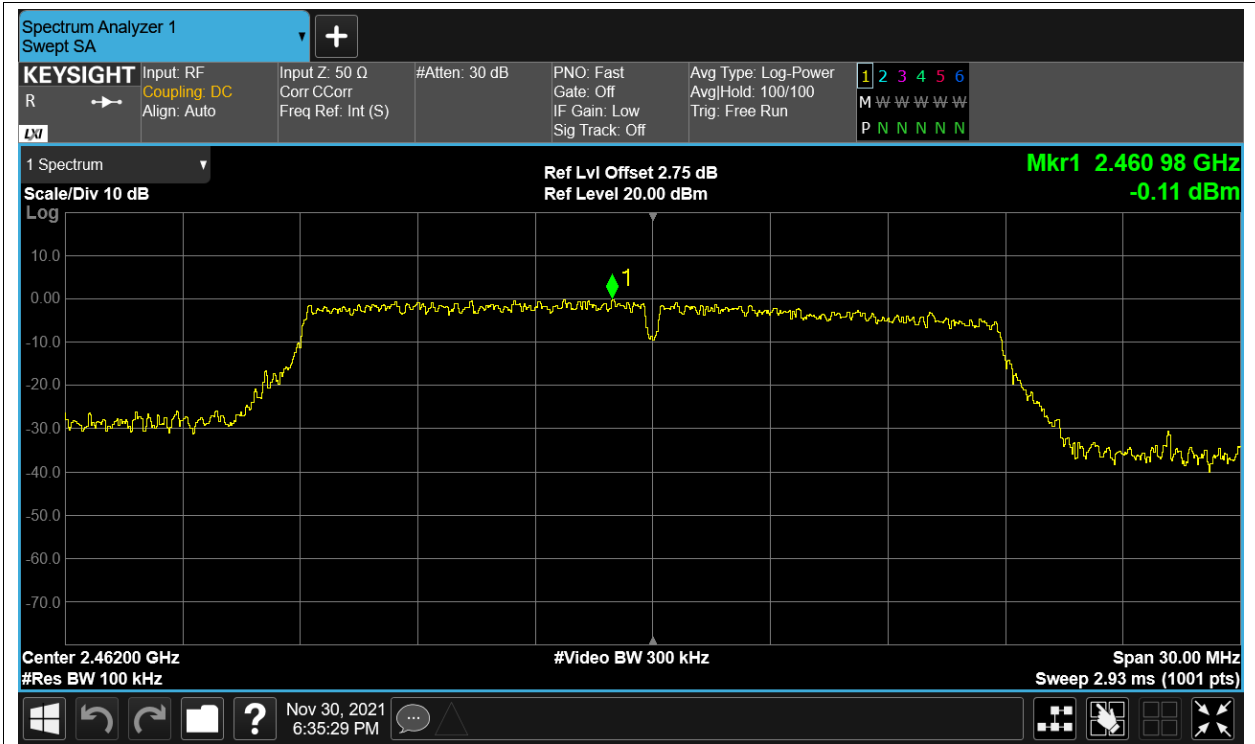 Spectrum Analyzer 1
Swept SA
KEYSIGHT
R
LXI
Input: RF
Coupling: DC
Align: Auto
Input Z: 50 Ω
Corr CCorr
Freq Ref: Int (S)
#Atten: 30 dB
PNO: Fast
Gate: Off
IF Gain: Low
Sig Track: Off
Avg Type: Log-Power
Avg|Hold: 100/100
Trig: Free Run
1 2 3 4 5 6
M W W W W W
P N N N N N
1 Spectrum
Scale/Div 10 dB
Ref Lvl Offset 2.75 dB
Ref Level 20.00 dBm
Mkr1 2.460 98 GHz
-0.11 dBm
Log
10.0
0.00
-10.0
-20.0
-30.0
-40.0
-50.0
-60.0
-70.0
1
Center 2.46200 GHz
#Res BW 100 kHz
#Video BW 300 kHz
Span 30.00 MHz
Sweep 2.93 ms (1001 pts)
?
Nov 30, 2021
6:35:29 PM